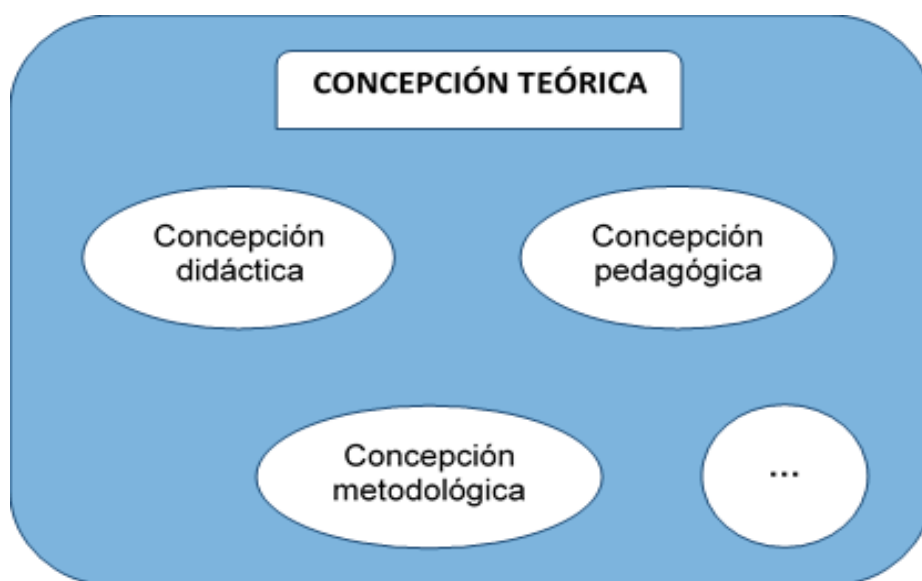 CONCEPCIÓN TEÓRICA
Concepción
didáctica
Concepción
pedagógica
Concepción
metodológica
...